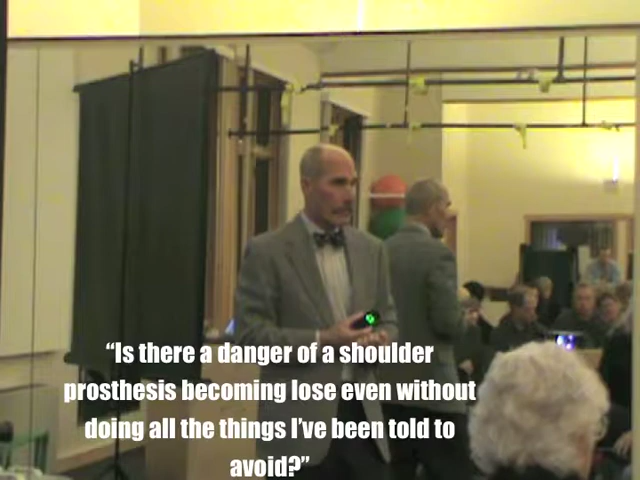 “Is there a danger of a shoulder
prosthesis becoming lose even without
doing all the things I’ve been told to
avoid?”